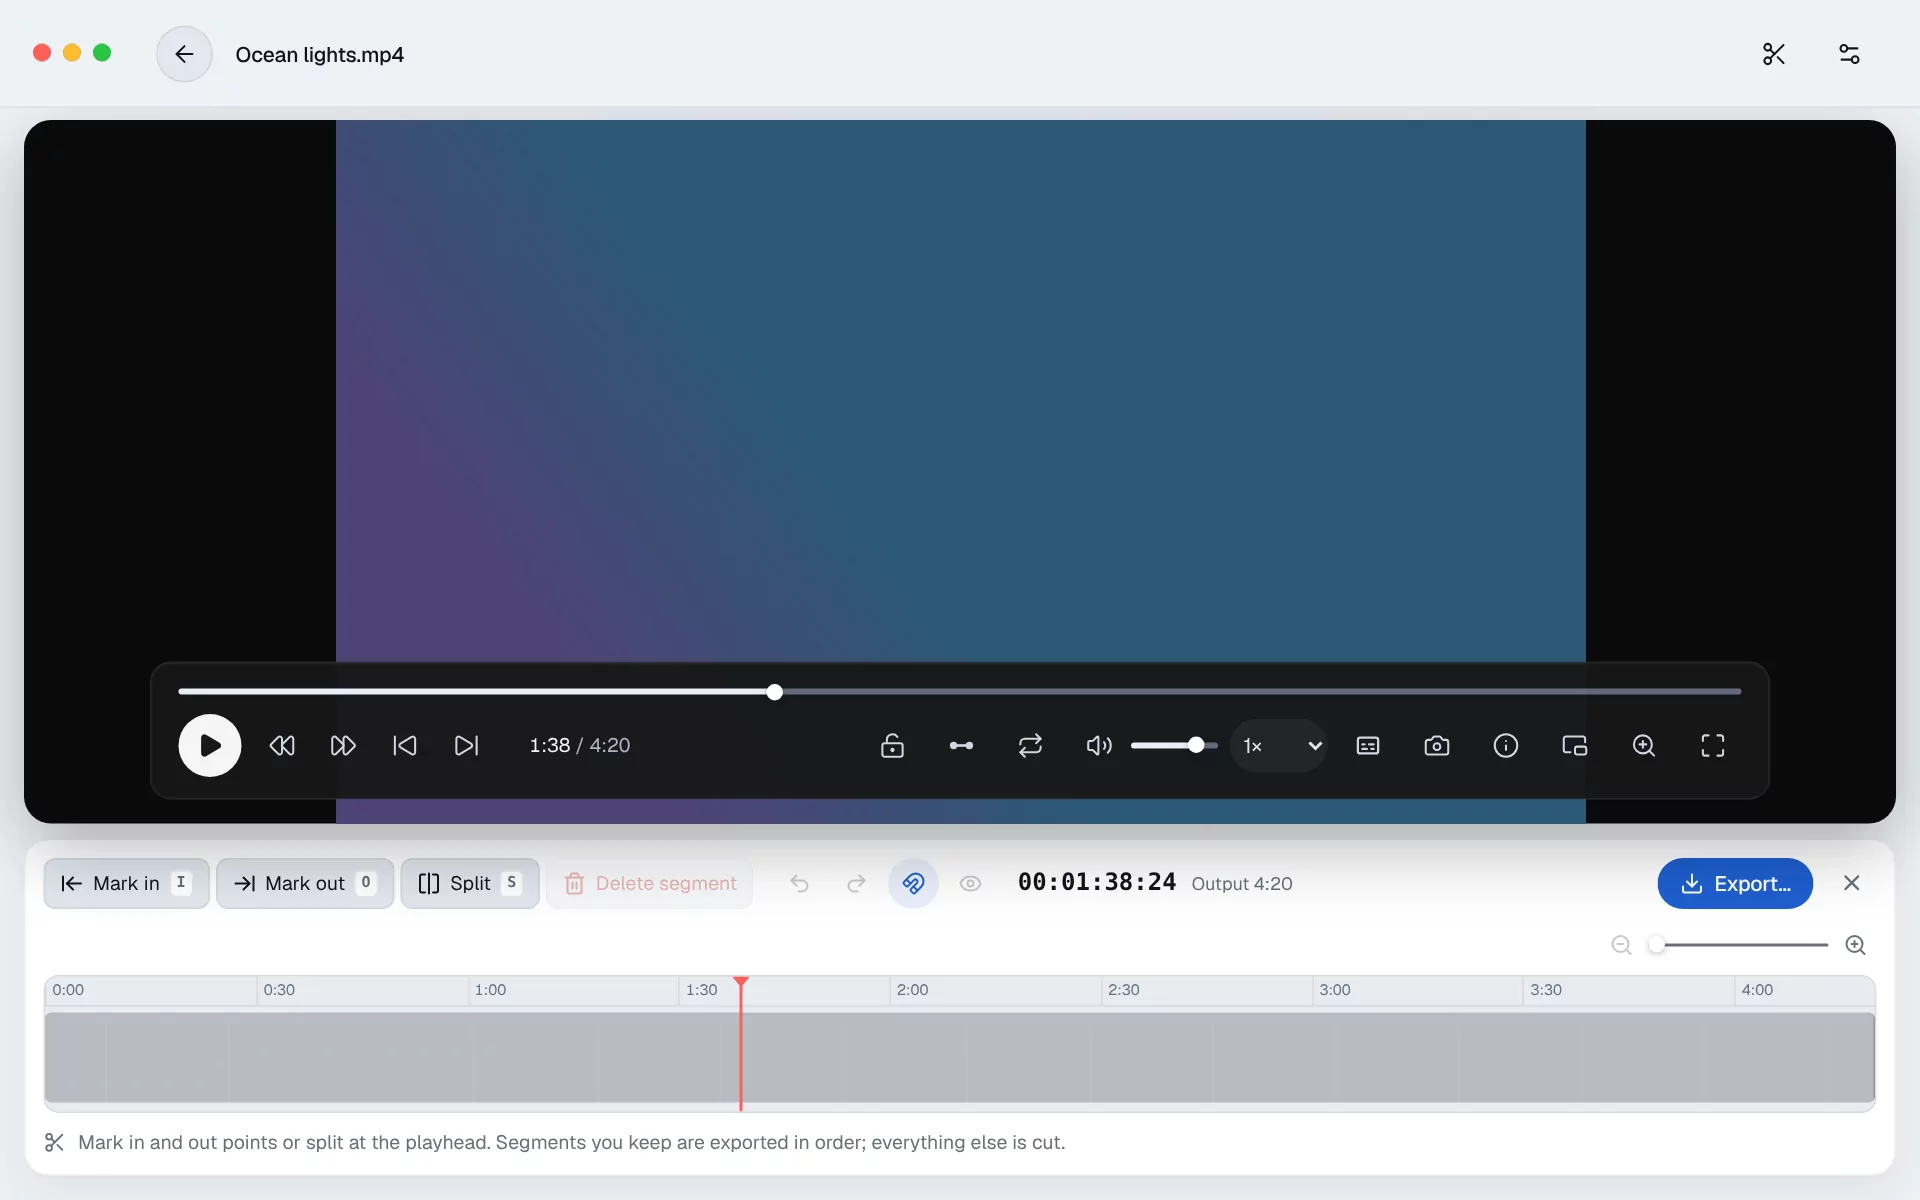 Ocean lights.mp4
1:38 / 4:20
1×
Mark in I
Mark out O
Split S
Delete segment
00:01:38:24 Output 4:20
Export...
0:00 0:30 1:00 1:30 2:00 2:30 3:00 3:30 4:00
Mark in and out points or split at the playhead. Segments you keep are exported in order; everything else is cut.